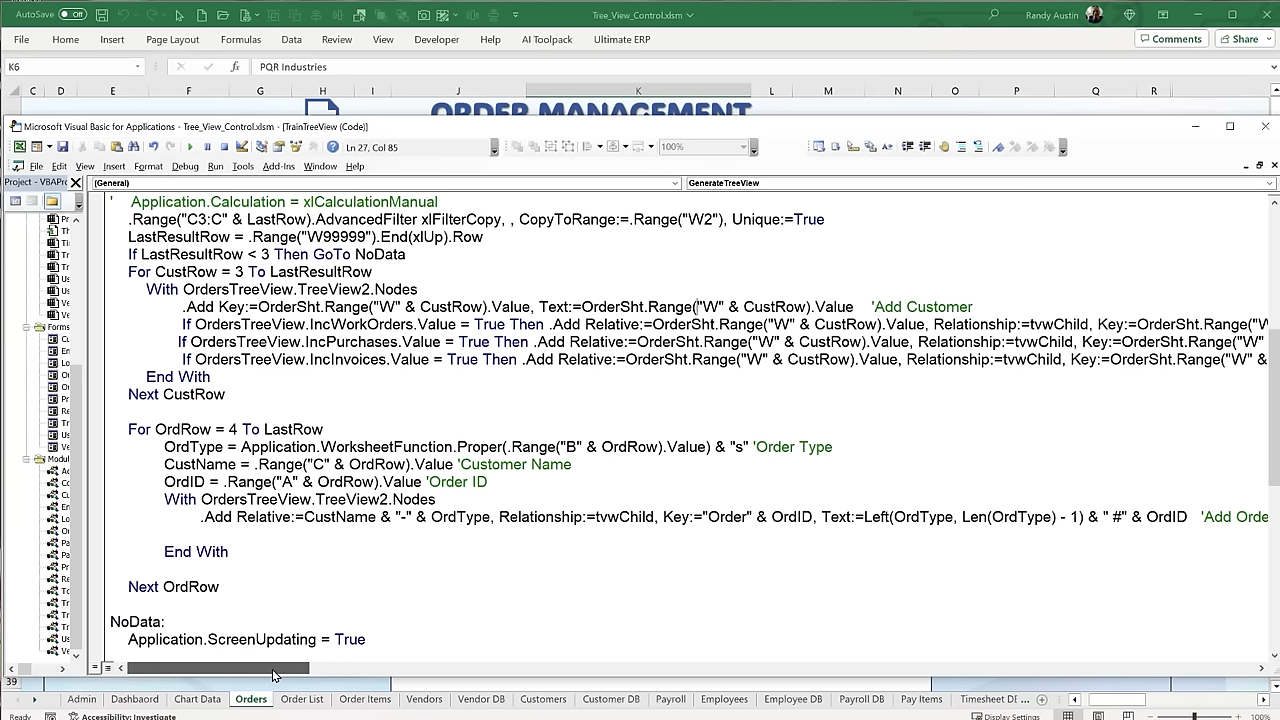 AutoSave Off Tree_View_Control.xlsm Randy Austin
File Home Insert Page Layout Formulas Data Review View Developer Help AI Toolpack Ultimate ERP Comments Share
K6 fx PQR Industries
C D E F G H I J K L M N O P Q R
ORDER MANAGEMENT
Microsoft Visual Basic for Applications - Tree_View_Control.xlsm - [TrainTreeView (Code)]
Ln 27, Col 85 100%
File Edit View Insert Format Debug Run Tools Add-Ins Window Help
Project - VBAPro
(General) GenerateTreeView
' Application.Calculation = xlCalculationManual
.Range("C3:C" & LastRow).AdvancedFilter xlFilterCopy, , CopyToRange:=.Range("W2"), Unique:=True
LastResultRow = .Range("W99999").End(xlUp).Row
If LastResultRow < 3 Then GoTo NoData
For CustRow = 3 To LastResultRow
With OrdersTreeView.TreeView2.Nodes
.Add Key:=OrderSht.Range("W" & CustRow).Value, Text:=OrderSht.Range("W" & CustRow).Value 'Add Customer
If OrdersTreeView.IncWorkOrders.Value = True Then .Add Relative:=OrderSht.Range("W" & CustRow).Value, Relationship:=tvwChild, Key:=OrderSht.Range("W
If OrdersTreeView.IncPurchases.Value = True Then .Add Relative:=OrderSht.Range("W" & CustRow).Value, Relationship:=tvwChild, Key:=OrderSht.Range("W"
If OrdersTreeView.IncInvoices.Value = True Then .Add Relative:=OrderSht.Range("W" & CustRow).Value, Relationship:=tvwChild, Key:=OrderSht.Range("W" &
End With
Next CustRow
For OrdRow = 4 To LastRow
OrdType = Application.WorksheetFunction.Proper(.Range("B" & OrdRow).Value) & "s" 'Order Type
CustName = .Range("C" & OrdRow).Value 'Customer Name
OrdID = .Range("A" & OrdRow).Value 'Order ID
With OrdersTreeView.TreeView2.Nodes
.Add Relative:=CustName & "-" & OrdType, Relationship:=tvwChild, Key:="Order" & OrdID, Text:=Left(OrdType, Len(OrdType) - 1) & " #" & OrdID 'Add Orde
End With
Next OrdRow
NoData:
Application.ScreenUpdating = True
Forms
Modul
39
Admin Dashbaord Chart Data Orders Order List Order Items Vendors Vendor DB Customers Customer DB Payroll Employees Employee DB Payroll DB Pay Items Timesheet DE ...
Ready Accessibility: Investigate Display Settings 100%